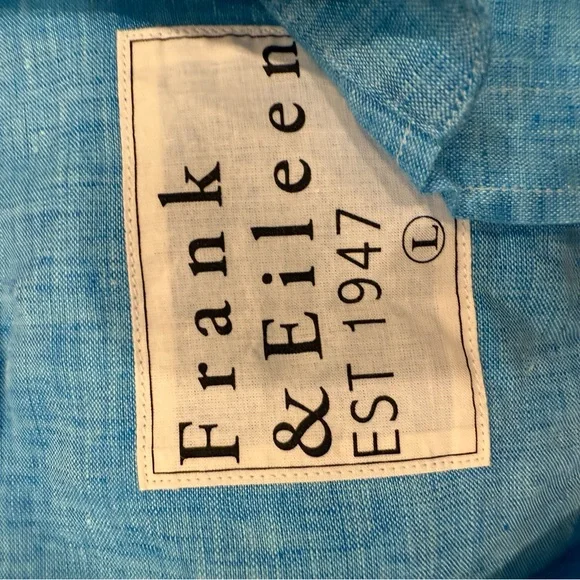 Frank
& Eileen
EST 1947
L